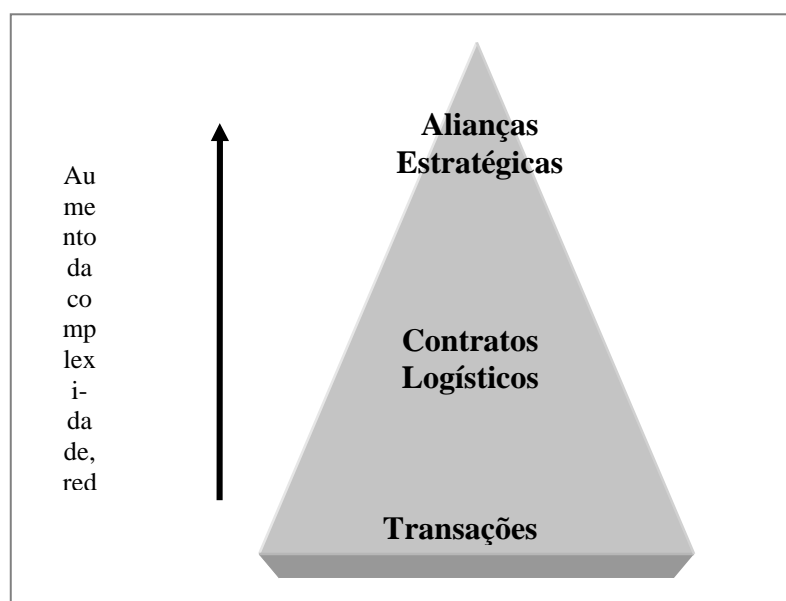 Alianças
Estratégicas
Au
me
nto
da
co
mp
lex
i-
da
de,
red
Contratos
Logísticos
Transações